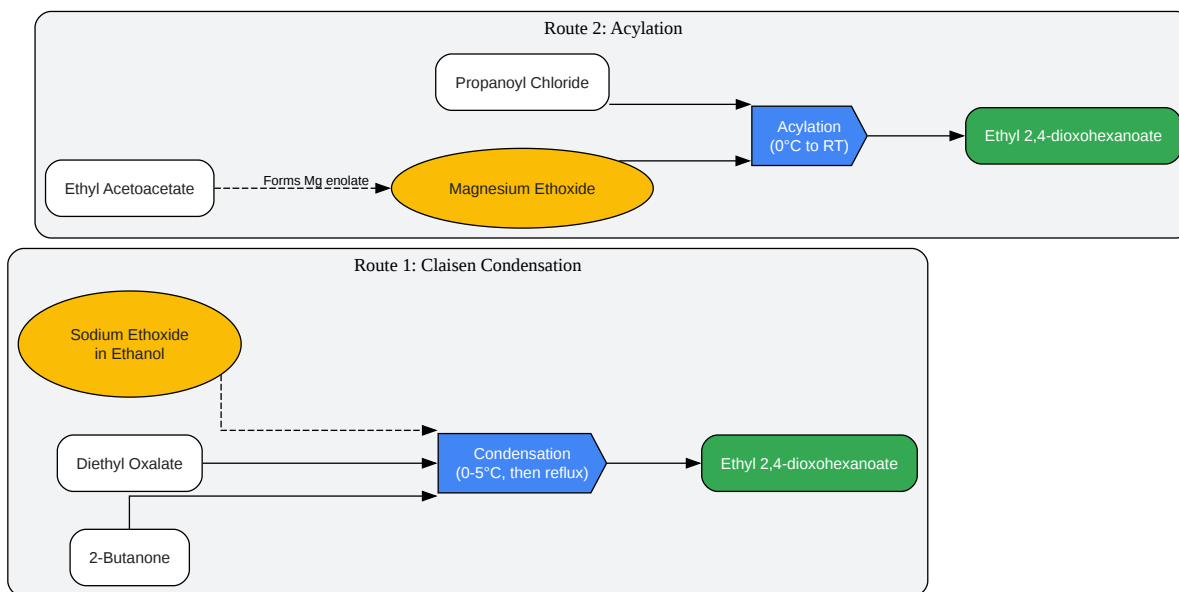 Route 2: Acylation
Propanoyl Chloride
Acylation
(0°C to RT)
Ethyl 2,4-dioxohexanoate
Ethyl Acetoacetate
Forms Mg enolate
Magnesium Ethoxide
Route 1: Claisen Condensation
Sodium Ethoxide
in Ethanol
Diethyl Oxalate
Condensation
(0-5°C, then reflux)
Ethyl 2,4-dioxohexanoate
2-Butanone